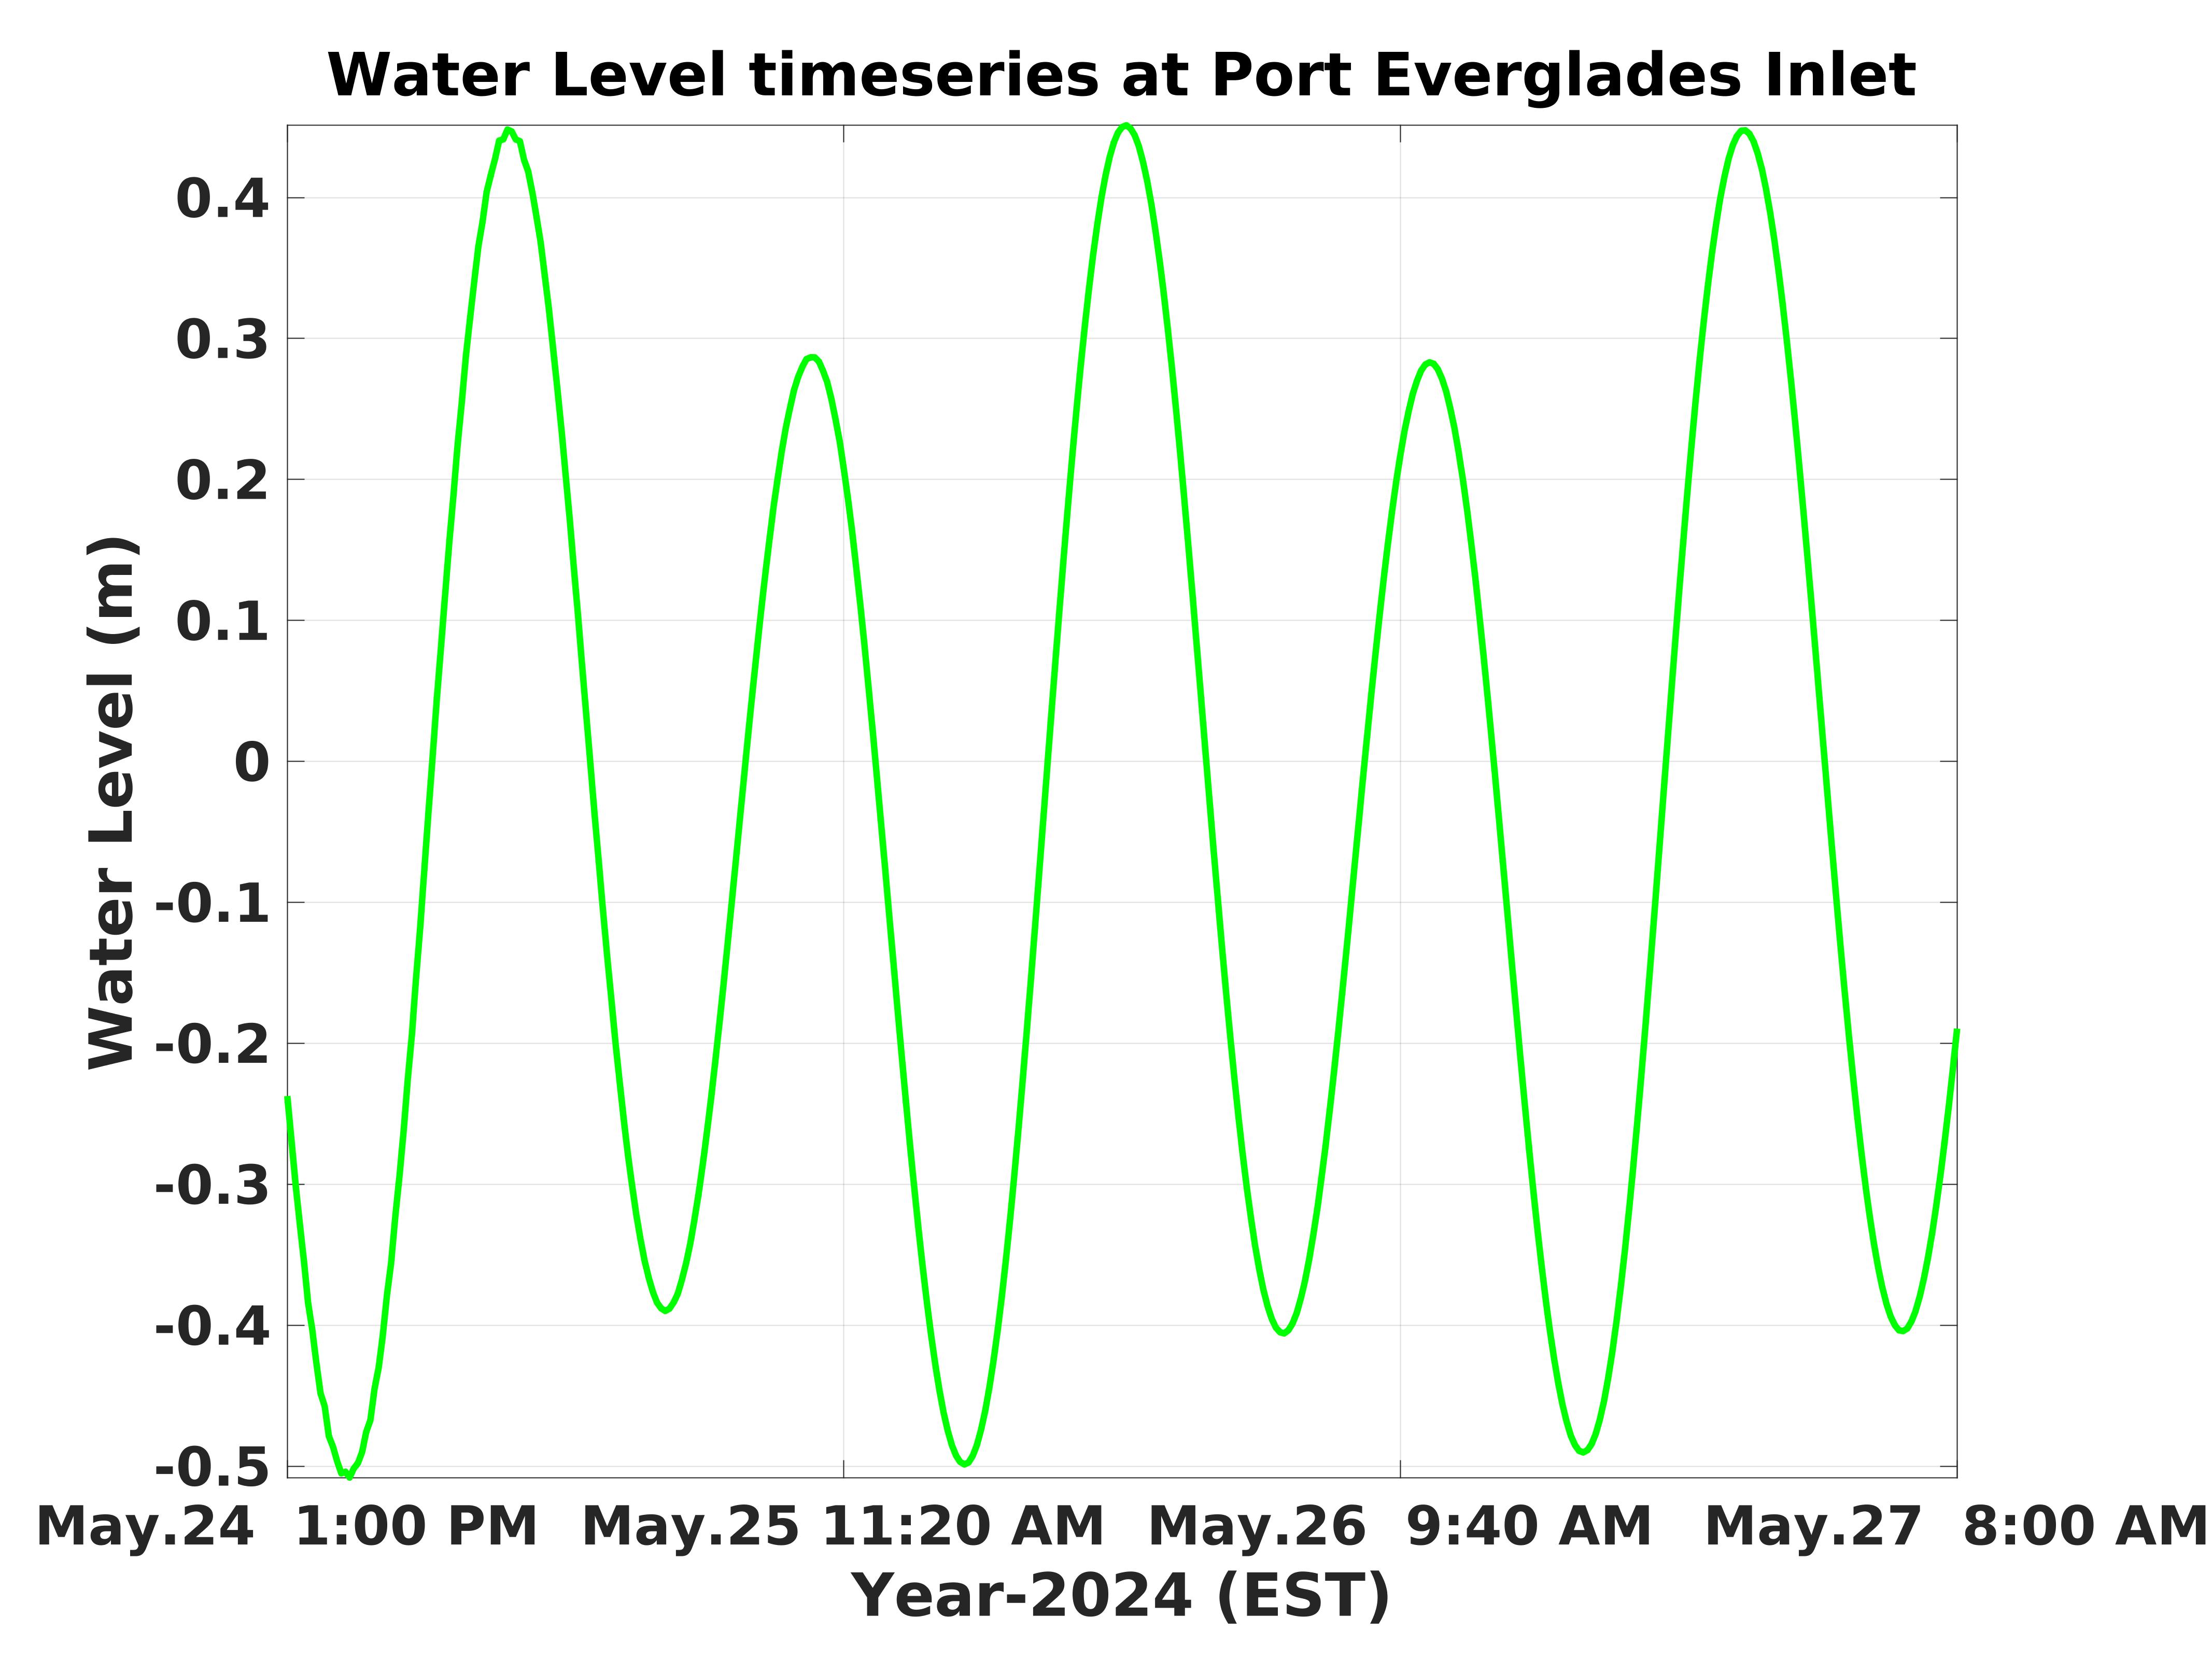 Water Level timeseries at Port Everglades Inlet
0.4
0.3
0.2
0.1
0
-0.1
-0.2
-0.3
-0.4
-0.5
Water Level (m)
May.24 1:00 PM May.25 11:20 AM May.26 9:40 AM May.27 8:00 AM
Year-2024 (EST)